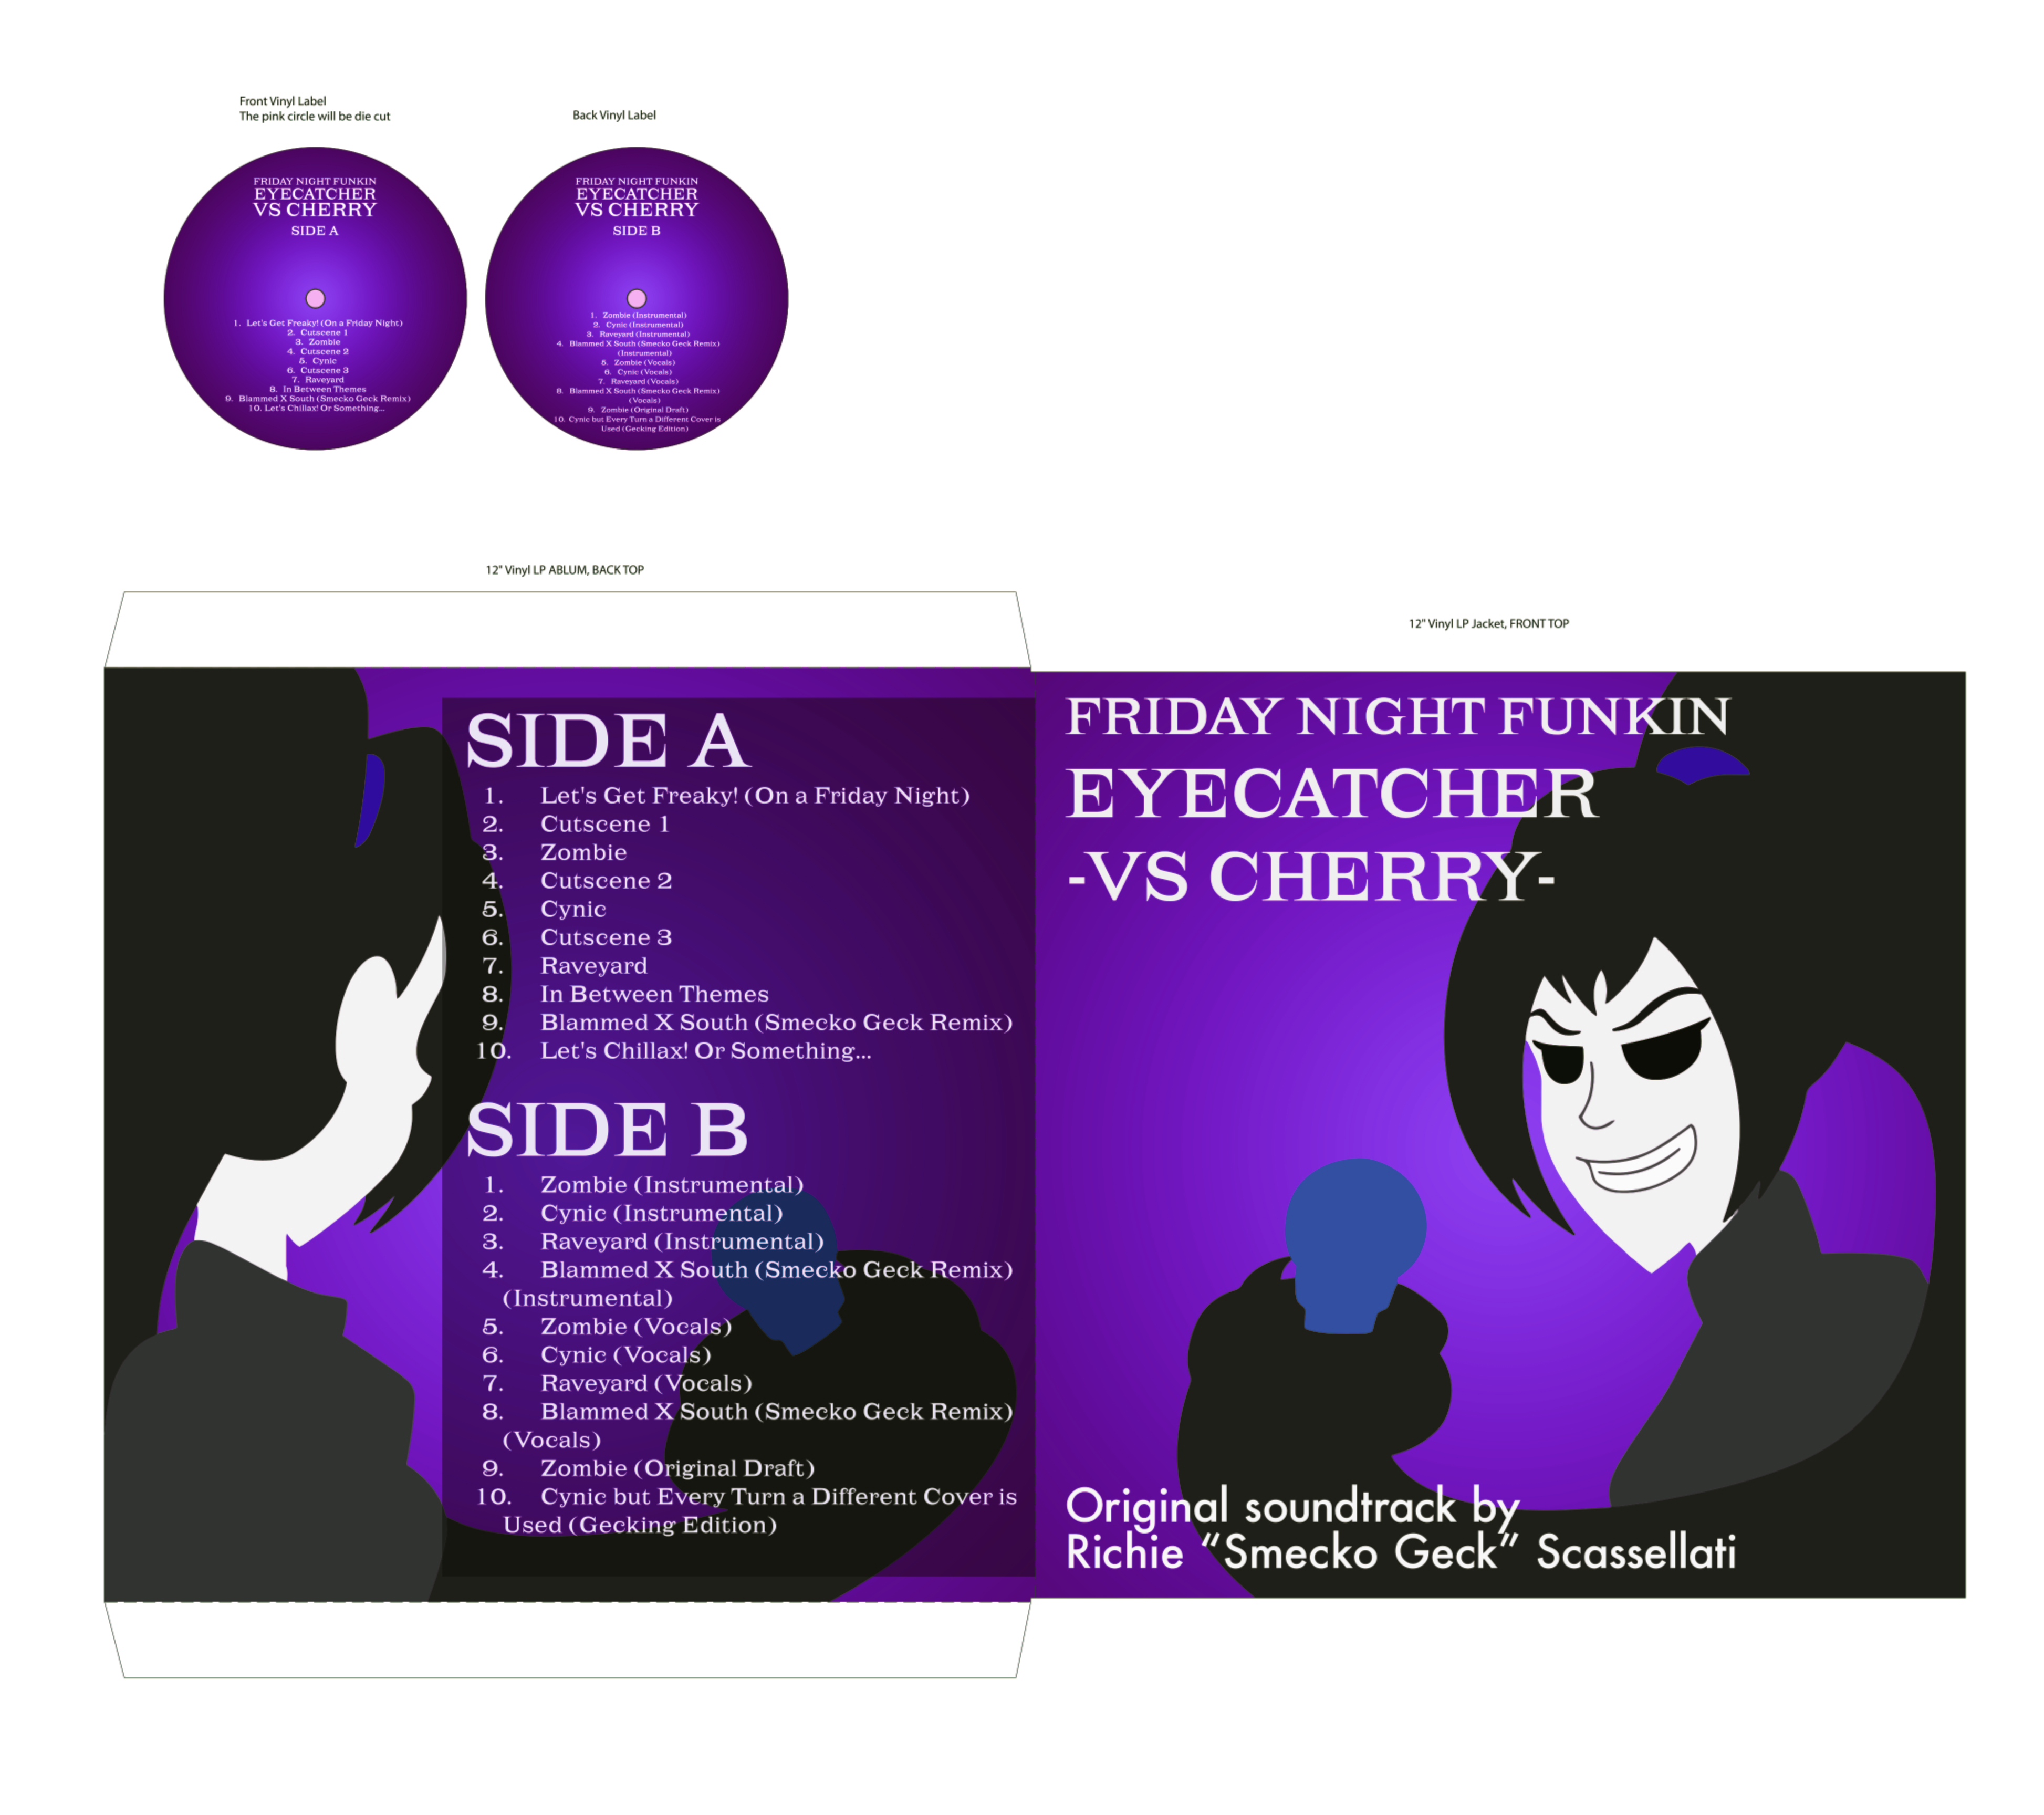 Front Vinyl Label
The pink circle will be die cut
FRIDAY NIGHT FUNKIN
EYECATCHER
VS CHERRY
SIDE A
1. Let's Get Freaky! (On a Friday Night)
2. Cutscene 1
3. Zombie
4. Cutscene 2
5. Cynic
6. Cutscene 3
7. Raveyard
8. In Between Themes
9. Blammed X South (Smecko Geck Remix)
10. Let's Chillax! Or Something...
Back Vinyl Label
FRIDAY NIGHT FUNKIN
EYECATCHER
VS CHERRY
SIDE B
1. Zombie (Instrumental)
2. Cynic (Instrumental)
3. Raveyard (Instrumental)
4. Blammed X South (Smecko Geck Remix)
(Instrumental)
5. Zombie (Vocals)
6. Cynic (Vocals)
7. Raveyard (Vocals)
8. Blammed X South (Smecko Geck Remix)
(Vocals)
9. Zombie (Original Draft)
10. Cynic but Every Turn a Different Cover is
Used (Gecking Edition)
12" Vinyl LP ABLUM, BACK TOP
SIDE A
1. Let's Get Freaky! (On a Friday Night)
2. Cutscene 1
3. Zombie
4. Cutscene 2
5. Cynic
6. Cutscene 3
7. Raveyard
8. In Between Themes
9. Blammed X South (Smecko Geck Remix)
10. Let's Chillax! Or Something...
SIDE B
1. Zombie (Instrumental)
2. Cynic (Instrumental)
3. Raveyard (Instrumental)
4. Blammed X South (Smecko Geck Remix)
(Instrumental)
5. Zombie (Vocals)
6. Cynic (Vocals)
7. Raveyard (Vocals)
8. Blammed X South (Smecko Geck Remix)
(Vocals)
9. Zombie (Original Draft)
10. Cynic but Every Turn a Different Cover is
Used (Gecking Edition)
12" Vinyl LP Jacket, FRONT TOP
FRIDAY NIGHT FUNKIN
EYECATCHER
-VS CHERRY-
Original soundtrack by
Richie “Smecko Geck” Scassellati